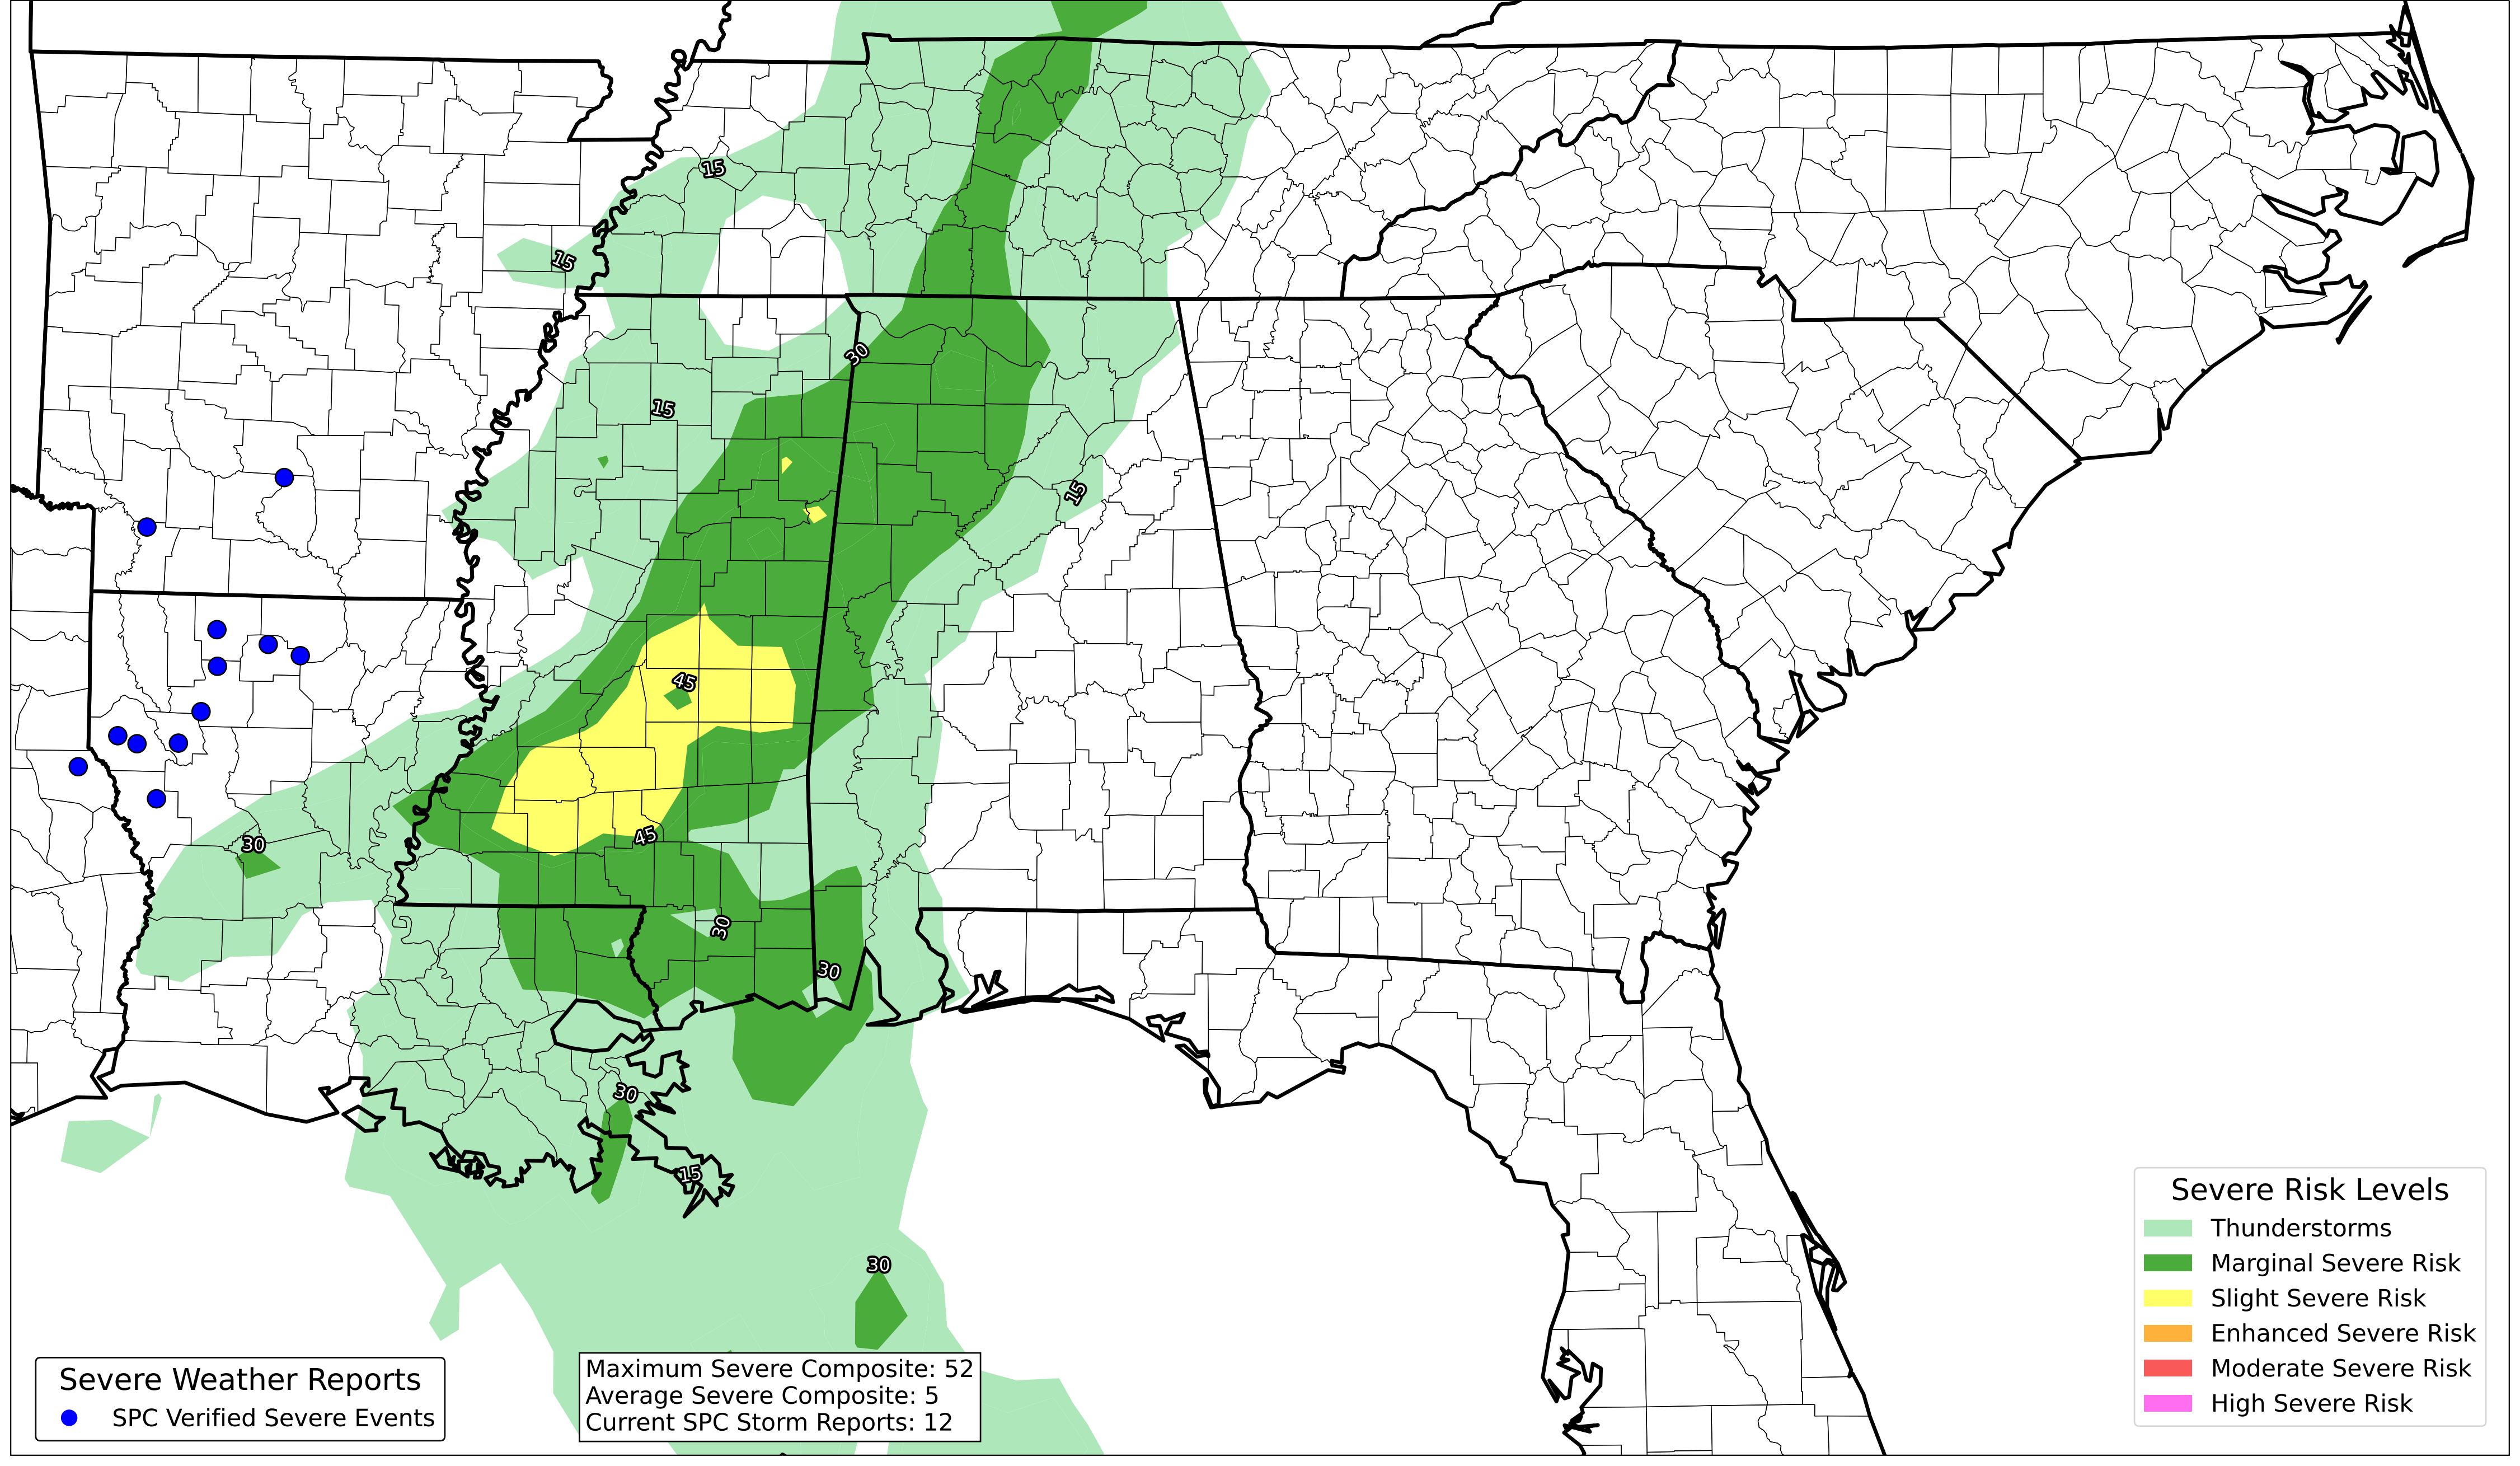 15
15
30
15
15
45
45
30
30
30
30
15
30
Severe Risk Levels
Thunderstorms
Marginal Severe Risk
Slight Severe Risk
Enhanced Severe Risk
Moderate Severe Risk
High Severe Risk
Severe Weather Reports
SPC Verified Severe Events
Maximum Severe Composite: 52
Average Severe Composite: 5
Current SPC Storm Reports: 12